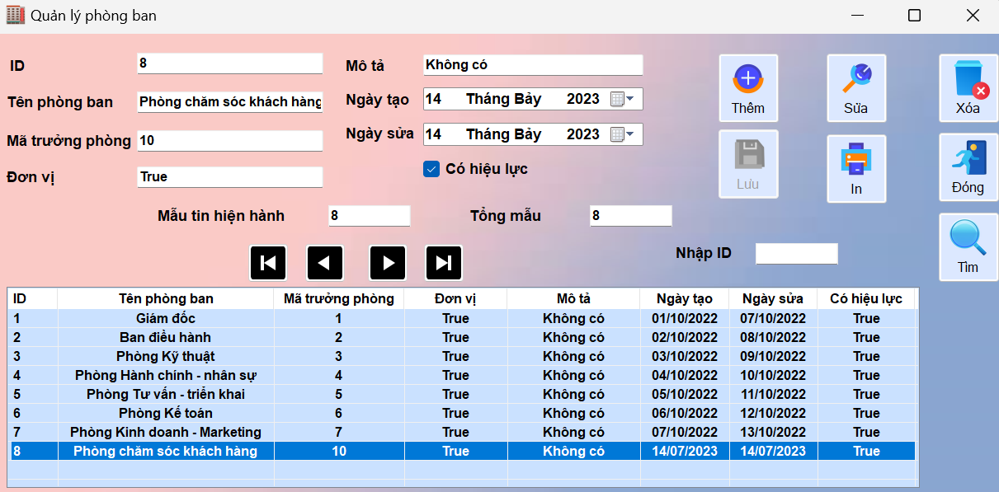 Quản lý phòng ban
ID 8 Mô tả Không có
Tên phòng ban Phòng chăm sóc khách hàng Ngày tạo 14 Tháng Bảy 2023
Mã trưởng phòng 10 Ngày sửa 14 Tháng Bảy 2023
Đơn vị True Có hiệu lực
Thêm Sửa Xóa
Lưu In Đóng
Mẫu tin hiện hành 8 Tổng mẫu 8
Nhập ID Tìm
ID Tên phòng ban Mã trưởng phòng Đơn vị Mô tả Ngày tạo Ngày sửa Có hiệu lực
1 Giám đốc 1 True Không có 01/10/2022 07/10/2022 True
2 Ban điều hành 2 True Không có 02/10/2022 08/10/2022 True
3 Phòng Kỹ thuật 3 True Không có 03/10/2022 09/10/2022 True
4 Phòng Hành chính - nhân sự 4 True Không có 04/10/2022 10/10/2022 True
5 Phòng Tư vấn - triển khai 5 True Không có 05/10/2022 11/10/2022 True
6 Phòng Kế toán 6 True Không có 06/10/2022 12/10/2022 True
7 Phòng Kinh doanh - Marketing 7 True Không có 07/10/2022 13/10/2022 True
8 Phòng chăm sóc khách hàng 10 True Không có 14/07/2023 14/07/2023 True